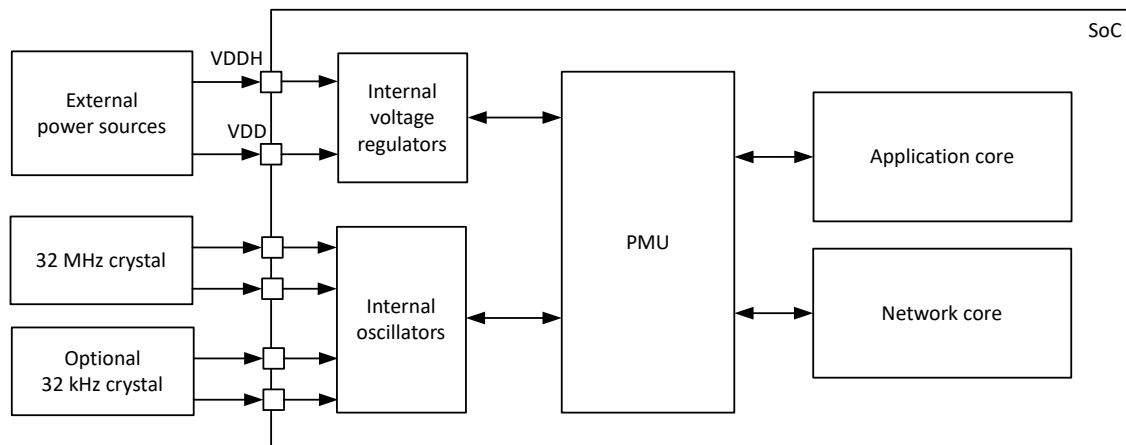 SoC
VDDH
External
power sources
VDD
Internal
voltage
regulators
PMU
Application core
32 MHz crystal
Internal
oscillators
Network core
Optional
32 kHz crystal